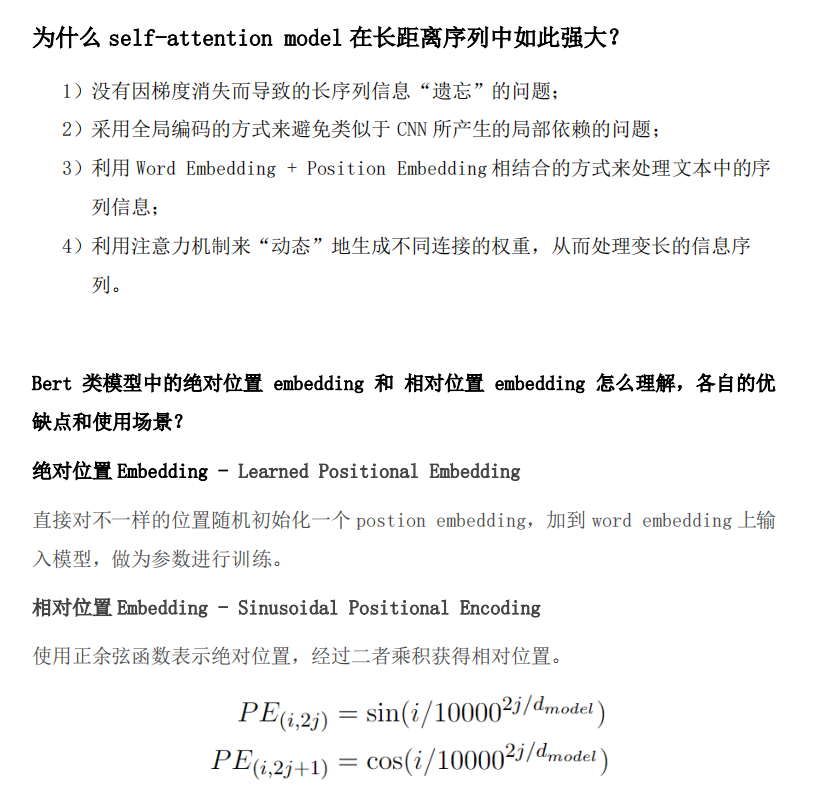 为什么 self-attention model 在长距离序列中如此强大？
1）没有因梯度消失而导致的长序列信息“遗忘”的问题；
2）采用全局编码的方式来避免类似于 CNN 所产生的局部依赖的问题；
3）利用 Word Embedding + Position Embedding 相结合的方式来处理文本中的序
列信息；
4）利用注意力机制来“动态”地生成不同连接的权重，从而处理变长的信息序
列。
Bert 类模型中的绝对位置 embedding 和 相对位置 embedding 怎么理解，各自的优
缺点和使用场景？
绝对位置 Embedding - Learned Positional Embedding
直接对不一样的位置随机初始化一个 postion embedding，加到 word embedding 上输
入模型，做为参数进行训练。
相对位置 Embedding - Sinusoidal Positional Encoding
使用正余弦函数表示绝对位置，经过二者乘积获得相对位置。
PE_{(i,2j)} = sin(i/10000^{2j/d_{model}})
PE_{(i,2j+1)} = cos(i/10000^{2j/d_{model}})